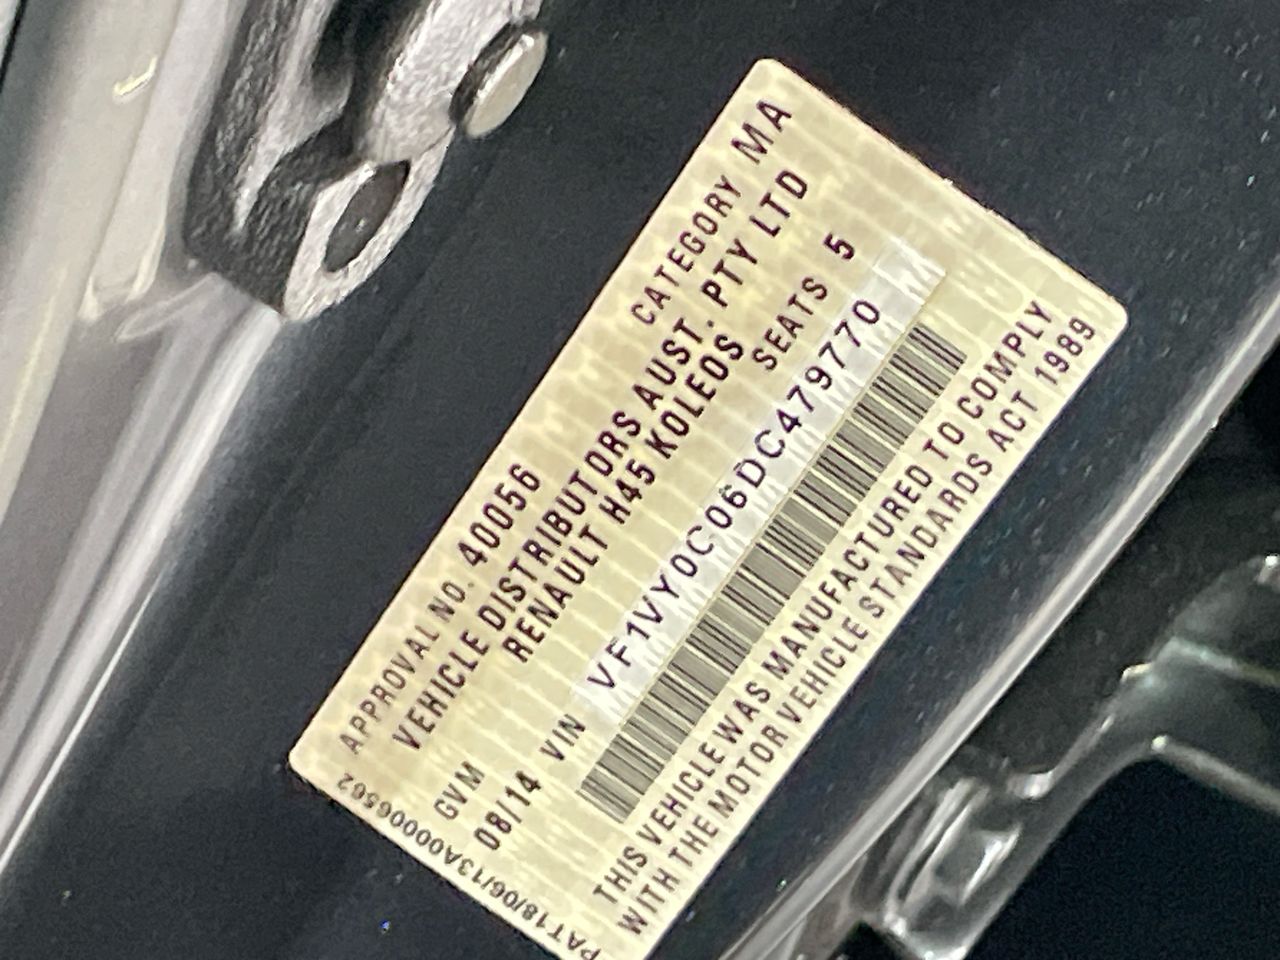 APPROVAL NO. 40056 CATEGORY MA
VEHICLE DISTRIBUTORS AUST. PTY LTD
RENAULT H45 KOLEOS
GVM SEATS 5
08/14 VIN VF1VY0C06DC479770
THIS VEHICLE WAS MANUFACTURED TO COMPLY
WITH THE MOTOR VEHICLE STANDARDS ACT 1989
PAT18/06/13A00006562